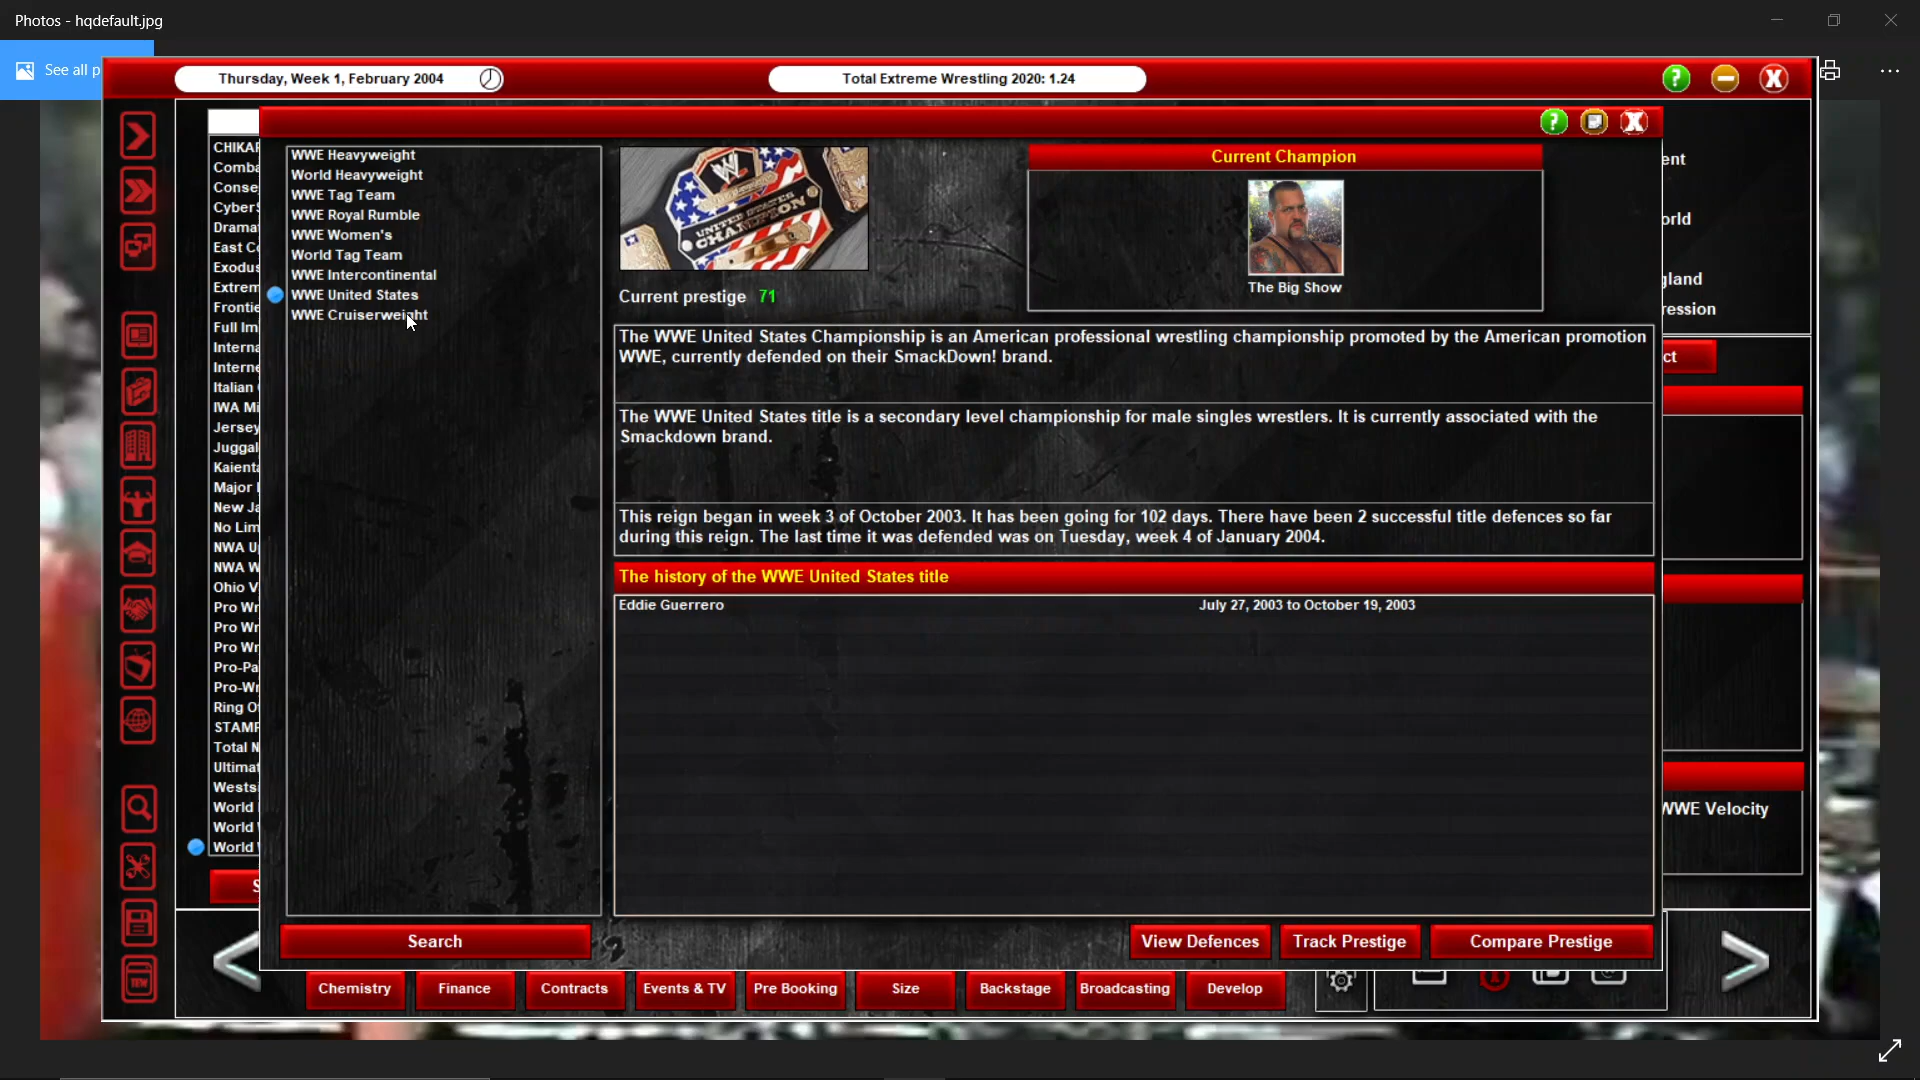 Photos - hqdefault.jpg
See all p
Thursday, Week 1, February 2004
Total Extreme Wrestling 2020: 1.24
CHIKAR
Comba
Conse
CyberS
Drama
East Co
Exodus
Extrem
Frontie
Full Im
Interna
Interne
Italian
IWA Mi
Jersey
Juggal
Kaienta
Major
New Ja
No Lim
NWA U
NWA W
Ohio V
Pro Wr
Pro Wr
Pro Wr
Pro-Pa
Pro-Wr
Ring O
STAMP
Total N
Ultimat
Wests
World
World
World
S
WWE Heavyweight
World Heavyweight
WWE Tag Team
WWE Royal Rumble
WWE Women's
World Tag Team
WWE Intercontinental
WWE United States
WWE Cruiserweight
UNITED STATES
CHAMPION
Current prestige 71
Current Champion
The Big Show
The WWE United States Championship is an American professional wrestling championship promoted by the American promotion
WWE, currently defended on their SmackDown! brand.
The WWE United States title is a secondary level championship for male singles wrestlers. It is currently associated with the
Smackdown brand.
This reign began in week 3 of October 2003. It has been going for 102 days. There have been 2 successful title defences so far
during this reign. The last time it was defended was on Tuesday, week 4 of January 2004.
The history of the WWE United States title
Eddie Guerrero July 27, 2003 to October 19, 2003
ent
orld
gland
ression
ct
WWE Velocity
Search
View Defences
Track Prestige
Compare Prestige
Chemistry
Finance
Contracts
Events & TV
Pre Booking
Size
Backstage
Broadcasting
Develop